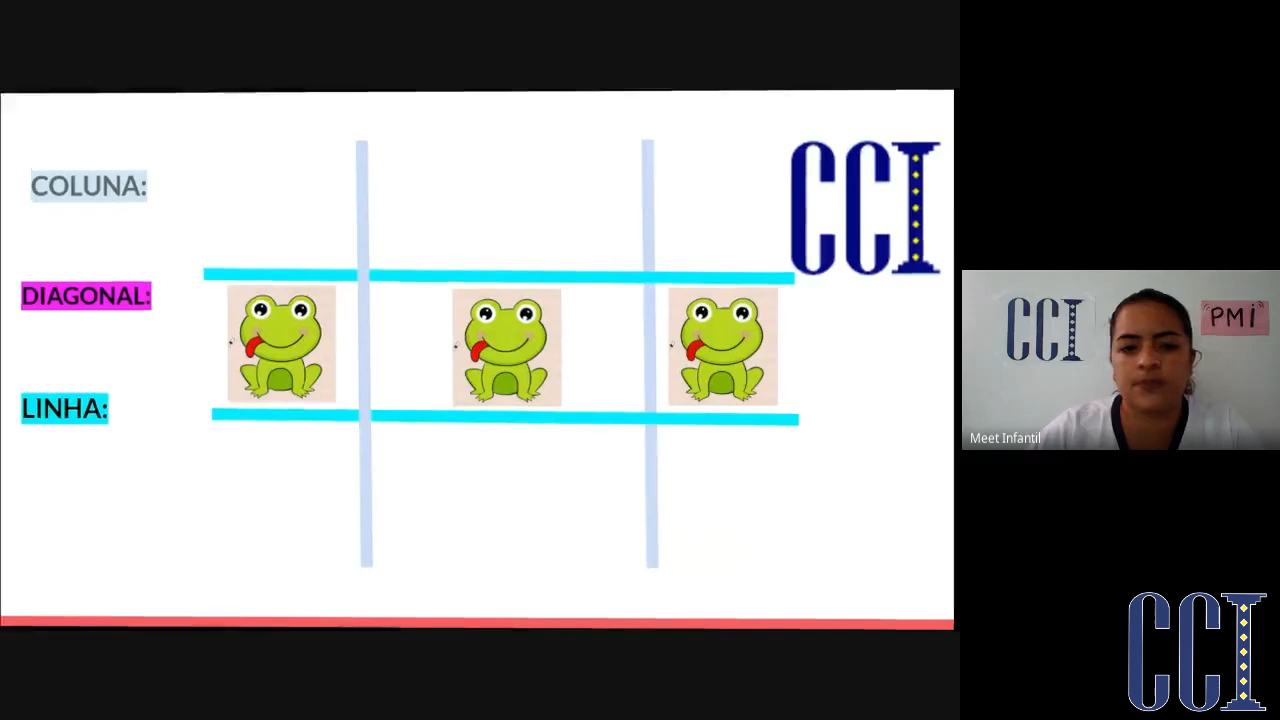 COLUNA:
DIAGONAL:
LINHA:
CCI
CCI
"PMI"
Meet Infantil
CCI